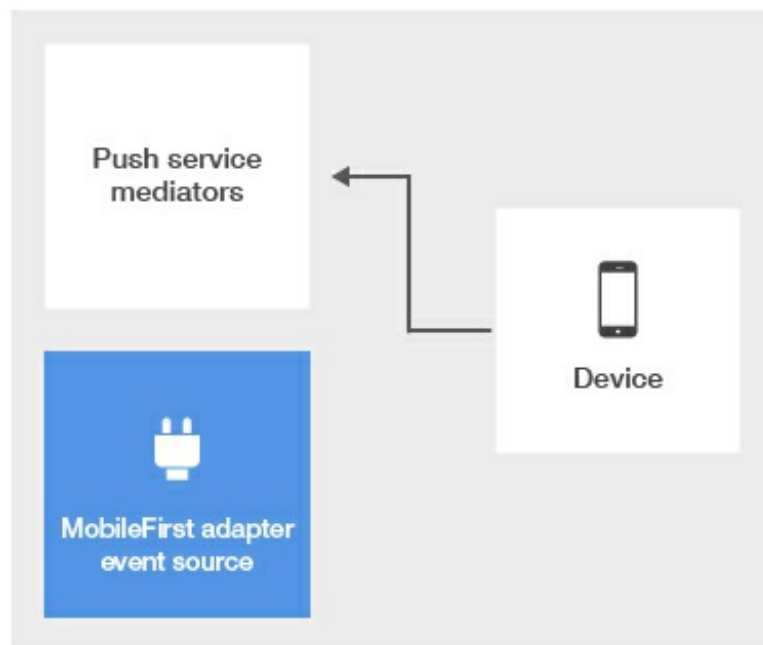 Push service
mediators
Device
MobileFirst adapter
event source